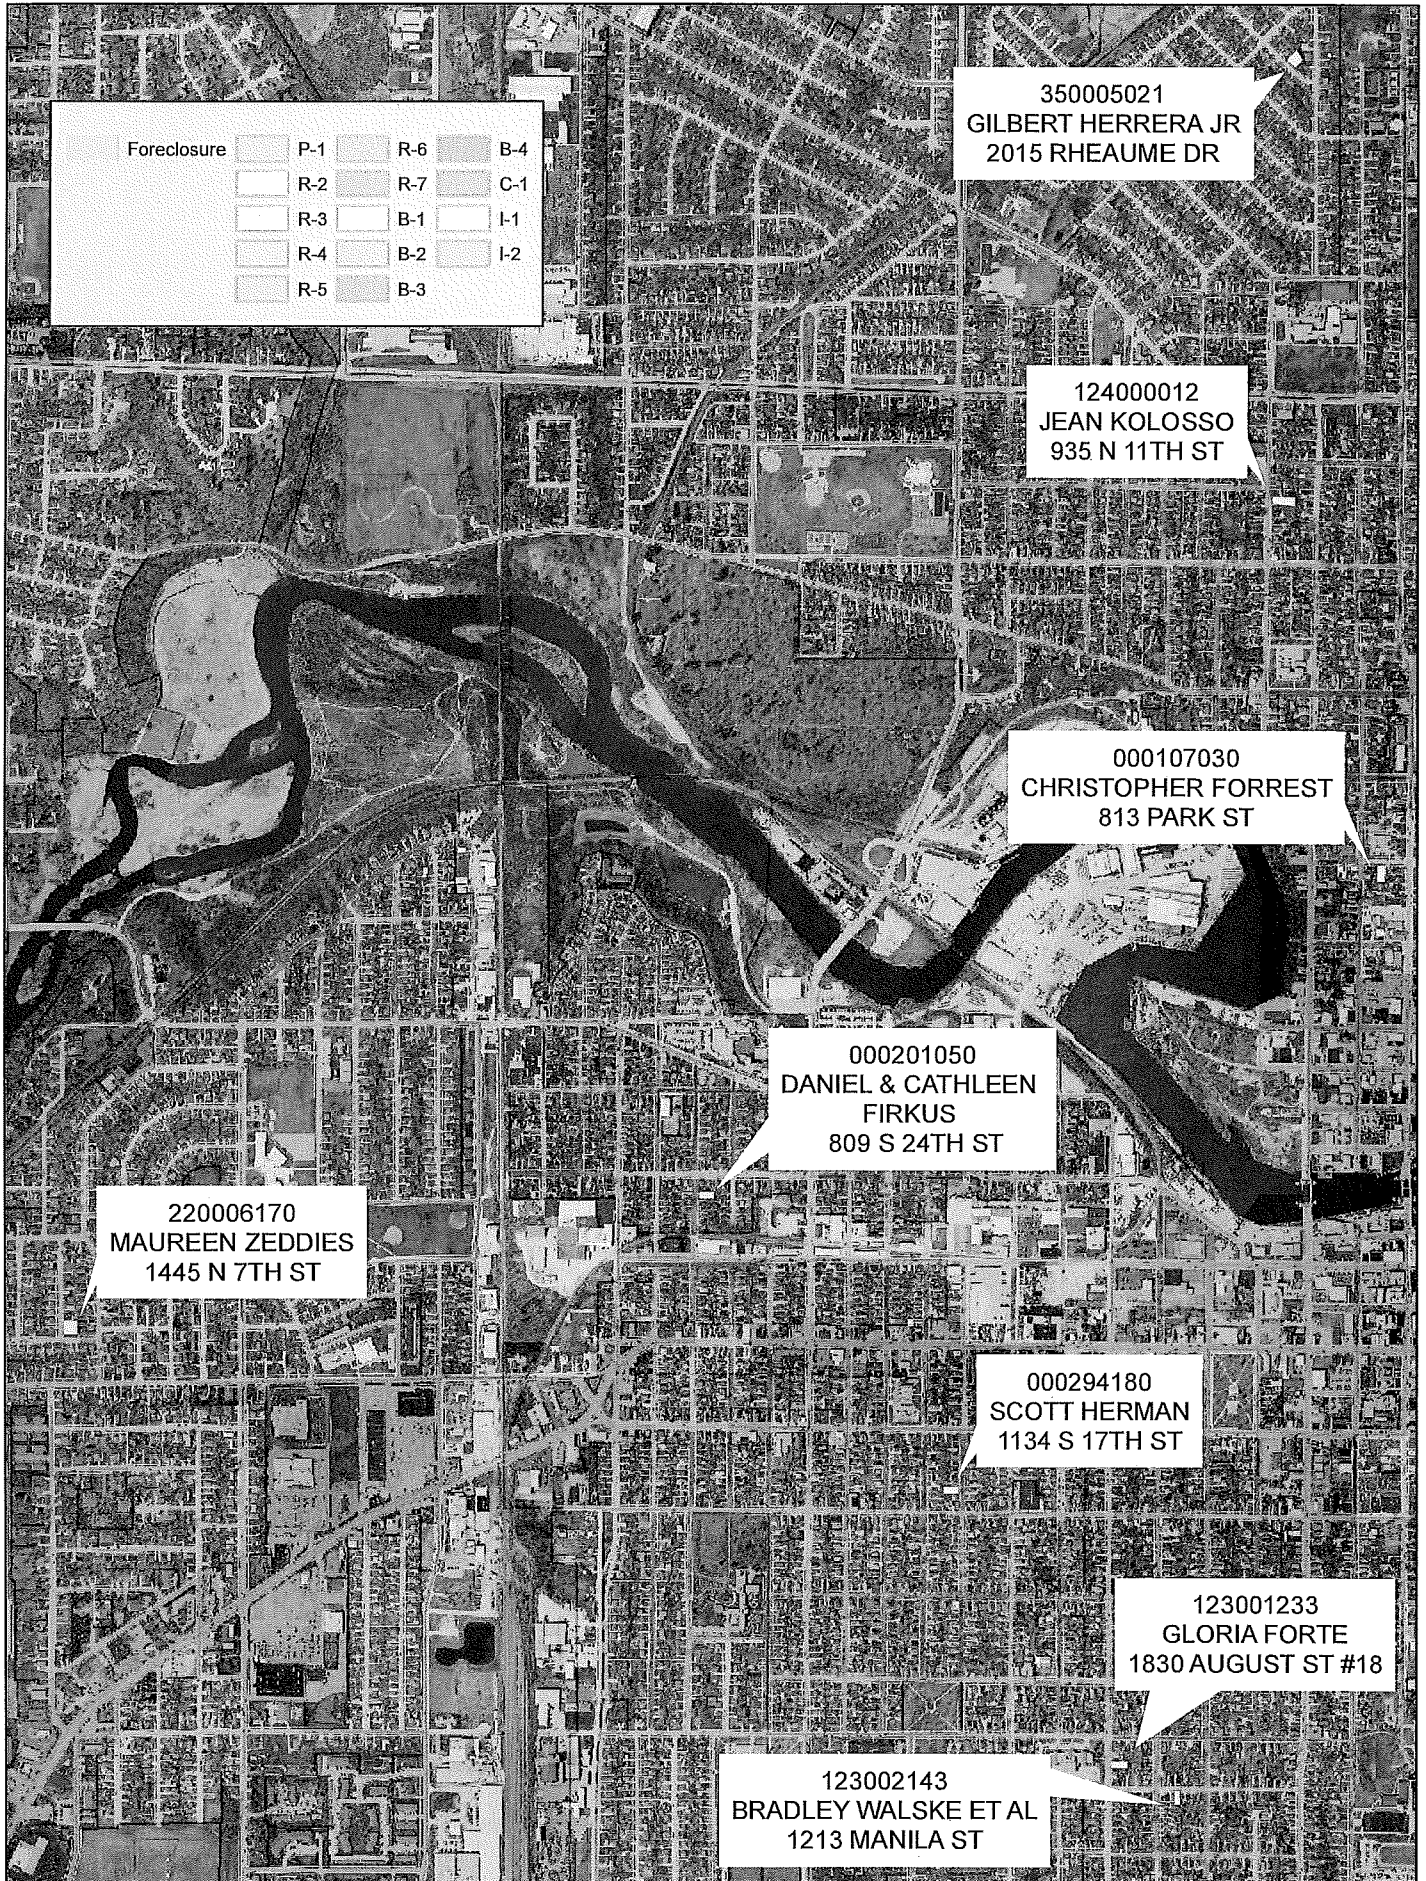 350005021
GILBERT HERRERA JR
2015 RHEAUME DR
Foreclosure P-1 R-6 B-4
R-2 R-7 C-1
R-3 B-1 I-1
R-4 B-2 I-2
R-5 B-3
124000012
JEAN KOLOSSO
935 N 11TH ST
000107030
CHRISTOPHER FORREST
813 PARK ST
000201050
DANIEL & CATHLEEN
FIRKUS
809 S 24TH ST
220006170
MAUREEN ZEDDIES
1445 N 7TH ST
000294180
SCOTT HERMAN
1134 S 17TH ST
123001233
GLORIA FORTE
1830 AUGUST ST #18
123002143
BRADLEY WALSKE ET AL
1213 MANILA ST